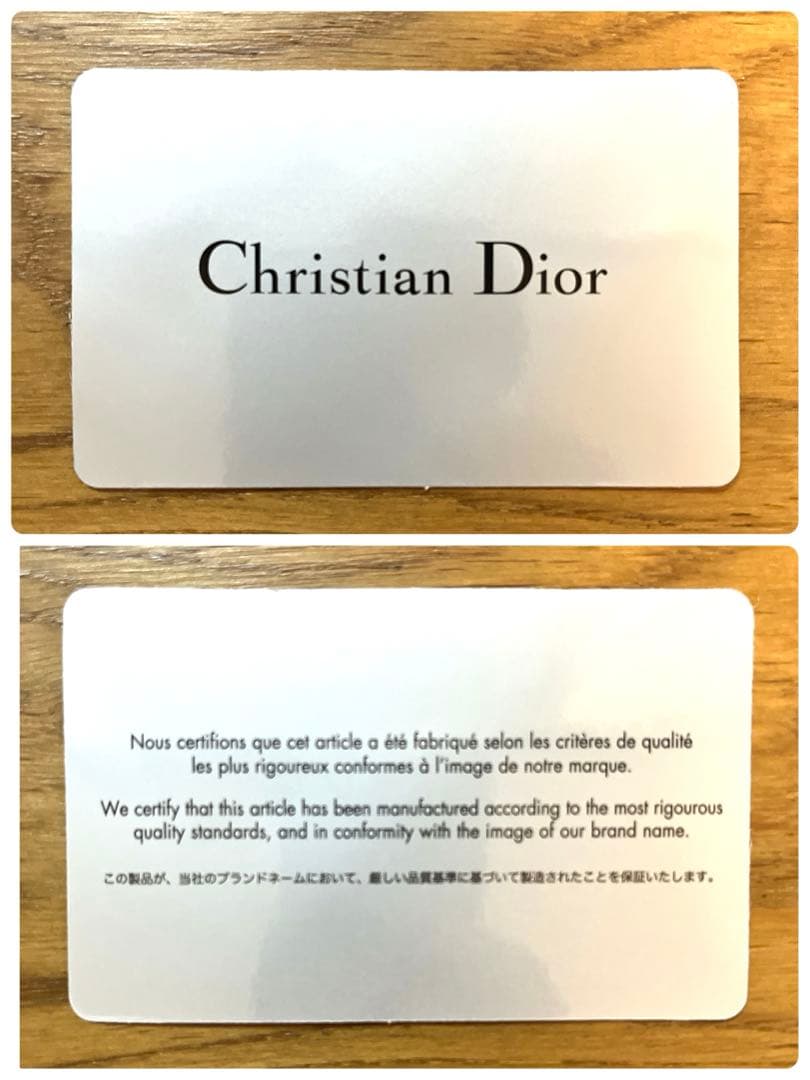 Christian Dior
Nous certifions que cet article a été fabriqué selon les critères de qualité
les plus rigoureux conformes à l'image de notre marque.
We certify that this article has been manufactured according to the most rigourous
quality standards, and in conformity with the image of our brand name.
この製品が、当社のブランドネームにおいて、厳しい品質基準に基づいて製造されたことを保証いたします。